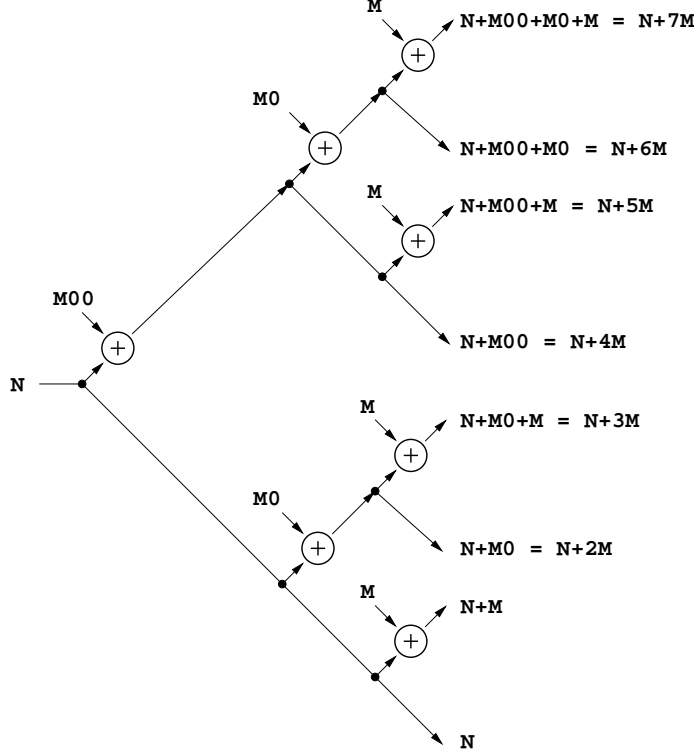 M
N+M00+M0+M = N+7M
+
M0
+
N+M00+M0 = N+6M
M
N+M00+M = N+5M
+
M00
+
N+M00 = N+4M
N
M
N+M0+M = N+3M
+
M0
+
N+M0 = N+2M
M
N+M
+
N